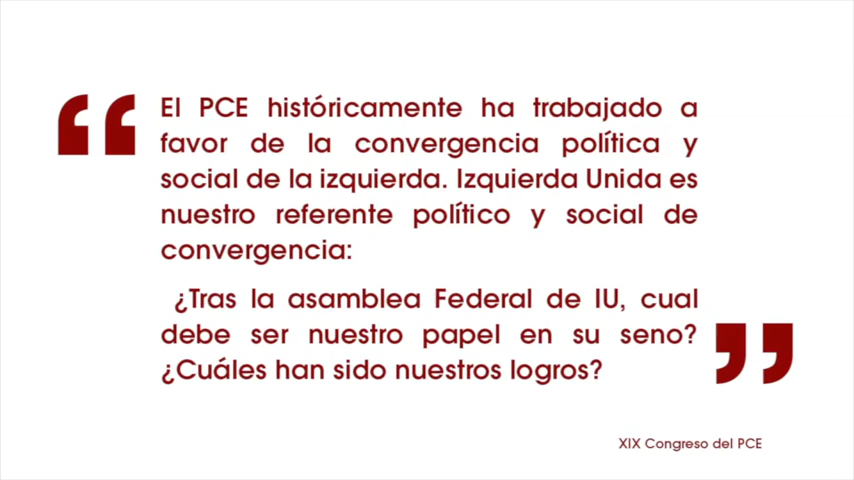 El PCE históricamente ha trabajado a
favor de la convergencia política y
social de la izquierda. Izquierda Unida es
nuestro referente político y social de
convergencia:
¿Tras la asamblea Federal de IU, cual
debe ser nuestro papel en su seno?
¿Cuáles han sido nuestros logros?
XIX Congreso del PCE